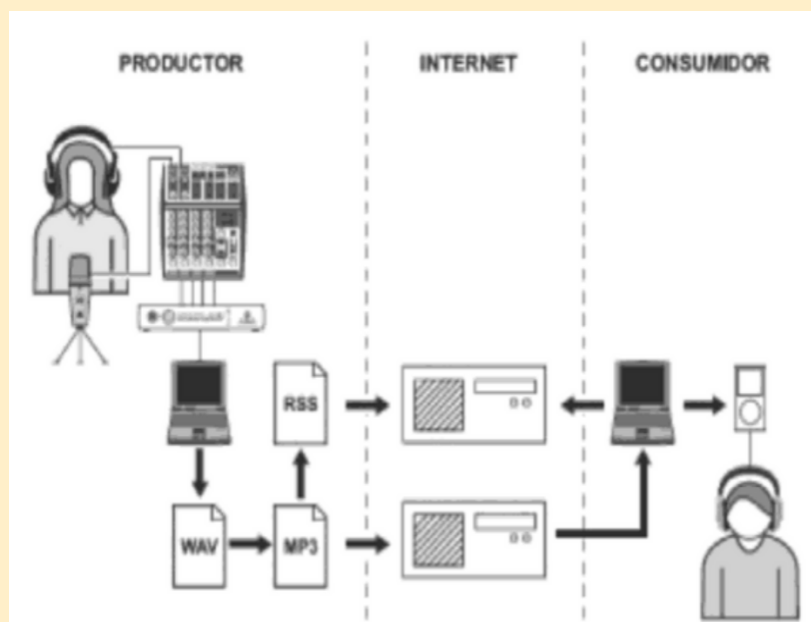 PRODUCTOR
INTERNET
CONSUMIDOR
RSS
WAV
MP3